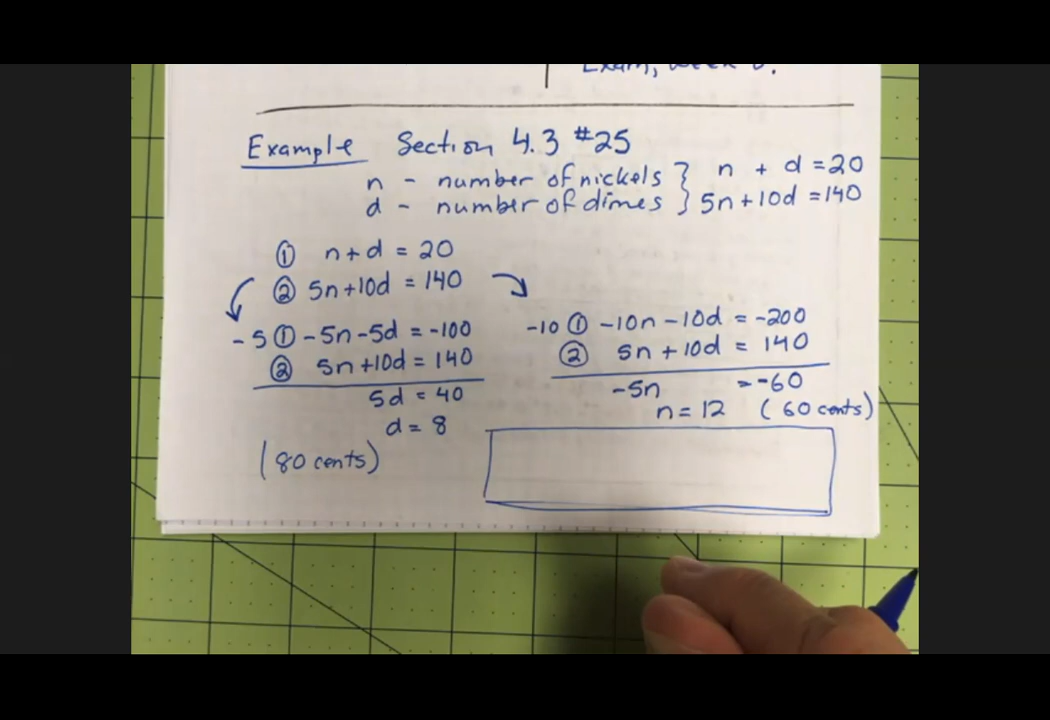 Exam, week
Example Section 4.3 #25
n - number of nickels } n + d = 20
d - number of dimes } 5n+10d = 140
① n+d = 20
② 5n+10d = 140
-5 ① -5n-5d = -100
② 5n+10d = 140
5d = 40
d = 8
(80 cents)
-10 ① -10n -10d = -200
② 5n + 10d = 140
-5n = -60
n = 12 (60 cents)